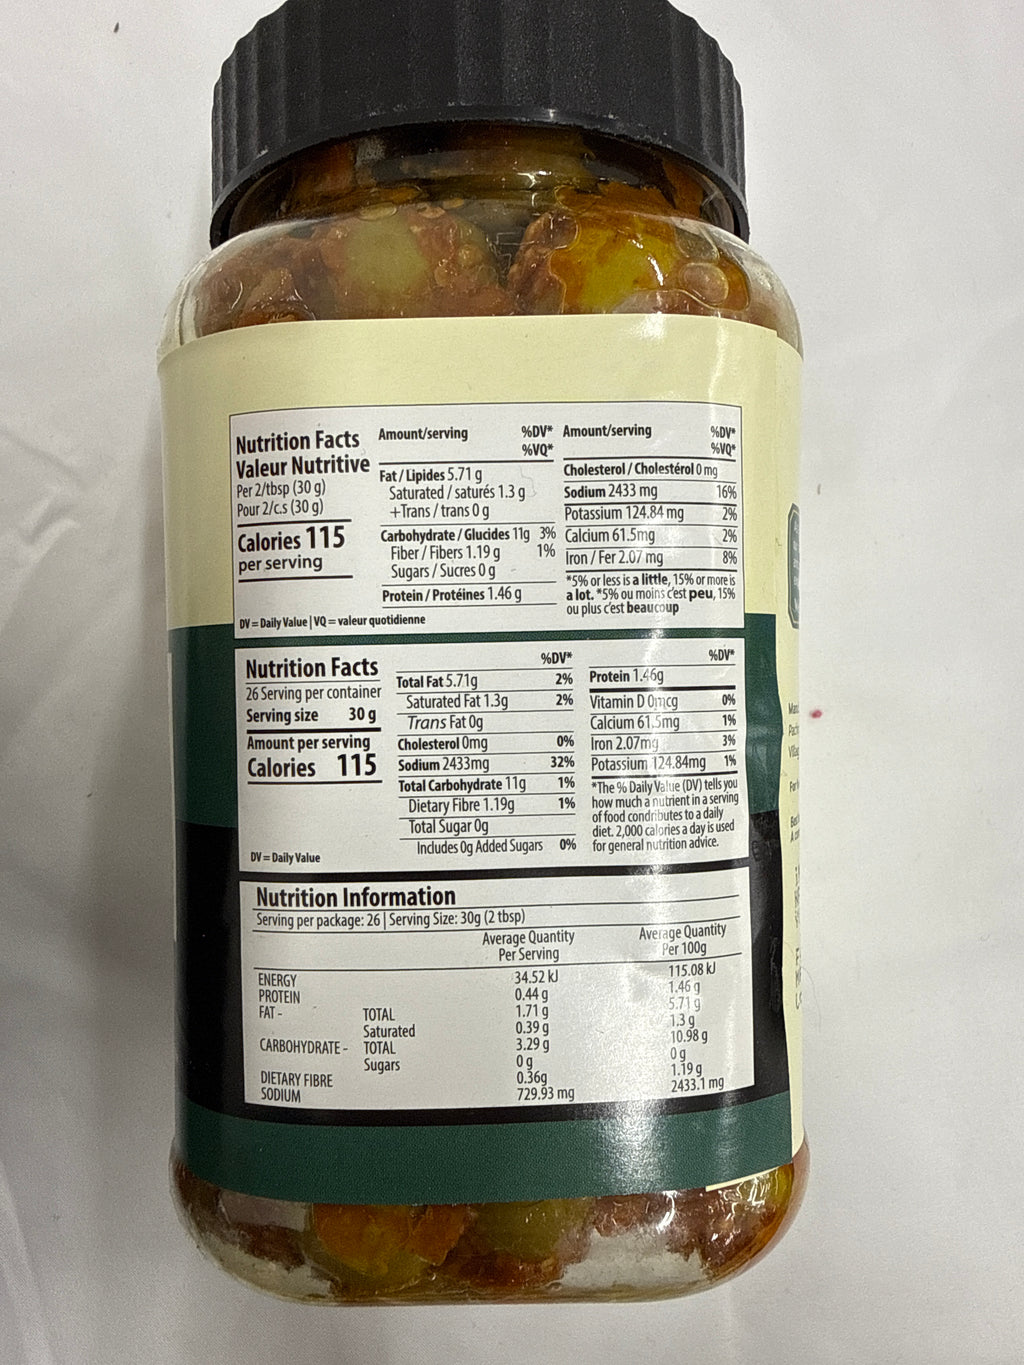 Nutrition Facts
Valeur Nutritive
Per 2/tbsp (30 g)
Pour 2/c.s (30 g)
Calories 115
per serving
Amount/serving %DV*
%VQ*
Fat / Lipides 5.71 g
Saturated / saturés 1.3 g
+Trans / trans 0 g
Carbohydrate / Glucides 11g 3%
Fiber / Fibers 1.19 g 1%
Sugars / Sucres 0 g
Protein / Protéines 1.46 g
Amount/serving %DV*
%VQ*
Cholesterol / Cholestérol 0 mg
Sodium 2433 mg 16%
Potassium 124.84 mg 2%
Calcium 61.5mg 2%
Iron / Fer 2.07 mg 8%
*5% or less is a little, 15% or more is
a lot. *5% ou moins c'est peu, 15%
ou plus c'est beaucoup
DV = Daily Value | VQ = valeur quotidienne
Nutrition Facts
26 Serving per container
Serving size 30 g
Amount per serving
Calories 115
DV = Daily Value
%DV*
Total Fat 5.71g 2%
Saturated Fat 1.3g 2%
Trans Fat 0g
Cholesterol 0mg 0%
Sodium 2433mg 32%
Total Carbohydrate 11g 1%
Dietary Fibre 1.19g 1%
Total Sugar 0g
Includes 0g Added Sugars 0%
%DV*
Protein 1.46g
Vitamin D 0mcg 0%
Calcium 61.5mg 1%
Iron 2.07mg 3%
Potassium 124.84mg 1%
*The % Daily Value (DV) tells you
how much a nutrient in a serving
of food condributes to a daily
diet. 2,000 calories a day is used
for general nutrition advice.
Nutrition Information
Serving per package: 26 | Serving Size: 30g (2 tbsp)
Average Quantity Average Quantity
Per Serving Per 100g
ENERGY 34.52 kJ 115.08 kJ
PROTEIN 0.44 g 1.46 g
FAT - TOTAL 1.71 g 5.71 g
Saturated 0.39 g 1.3 g
CARBOHYDRATE - TOTAL 3.29 g 10.98 g
Sugars 0 g 0 g
DIETARY FIBRE 0.36g 1.19 g
SODIUM 729.93 mg 2433.1 mg